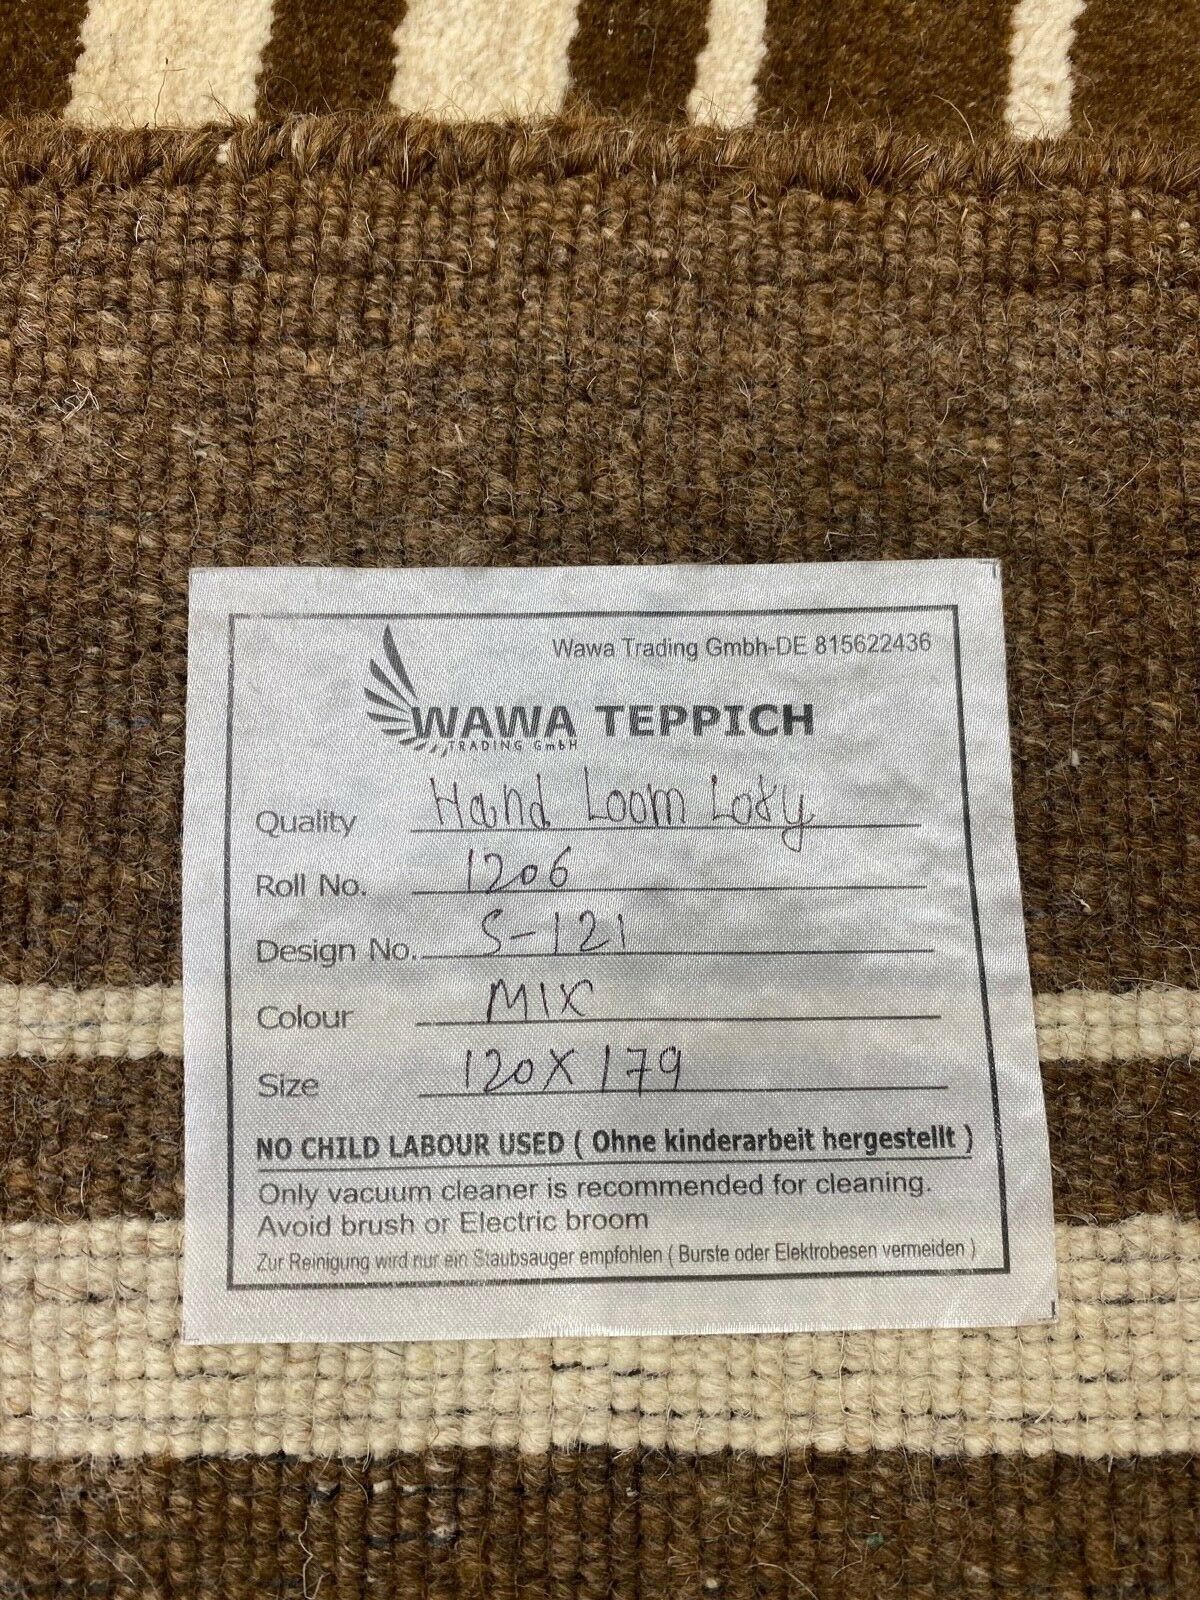 Wawa Trading Gmbh-DE 815622436
WAWA TEPPICH
TRADING GmbH
Quality Hand Loom Lory
Roll No. 1206
Design No. S-121
Colour MIX
Size 120X179
NO CHILD LABOUR USED ( Ohne kinderarbeit hergestellt )
Only vacuum cleaner is recommended for cleaning.
Avoid brush or Electric broom
Zur Reinigung wird nur ein Staubsauger empfohlen ( Burste oder Elektrobesen vermeiden )